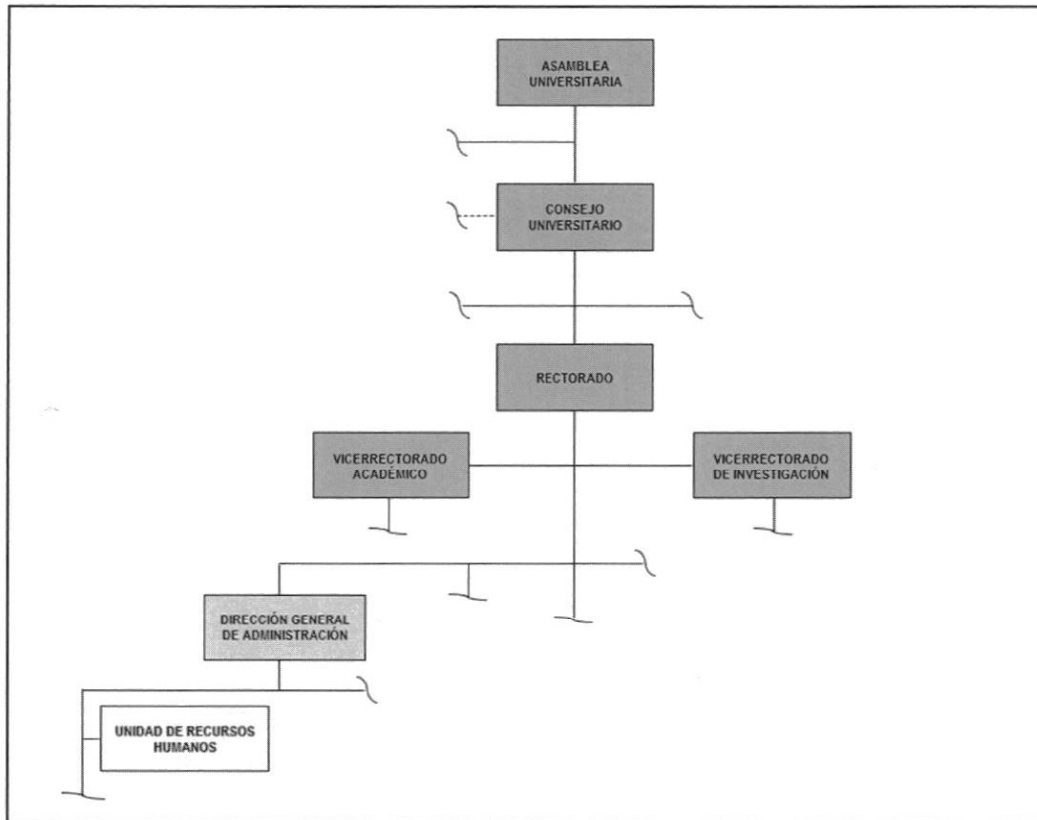 ASAMBLEA
UNIVERSITARIA
CONSEJO
UNIVERSITARIO
RECTORADO
VICERRECTORADO
ACADÉMICO
VICERRECTORADO
DE INVESTIGACIÓN
DIRECCIÓN GENERAL
DE ADMINISTRACIÓN
UNIDAD DE RECURSOS
HUMANOS